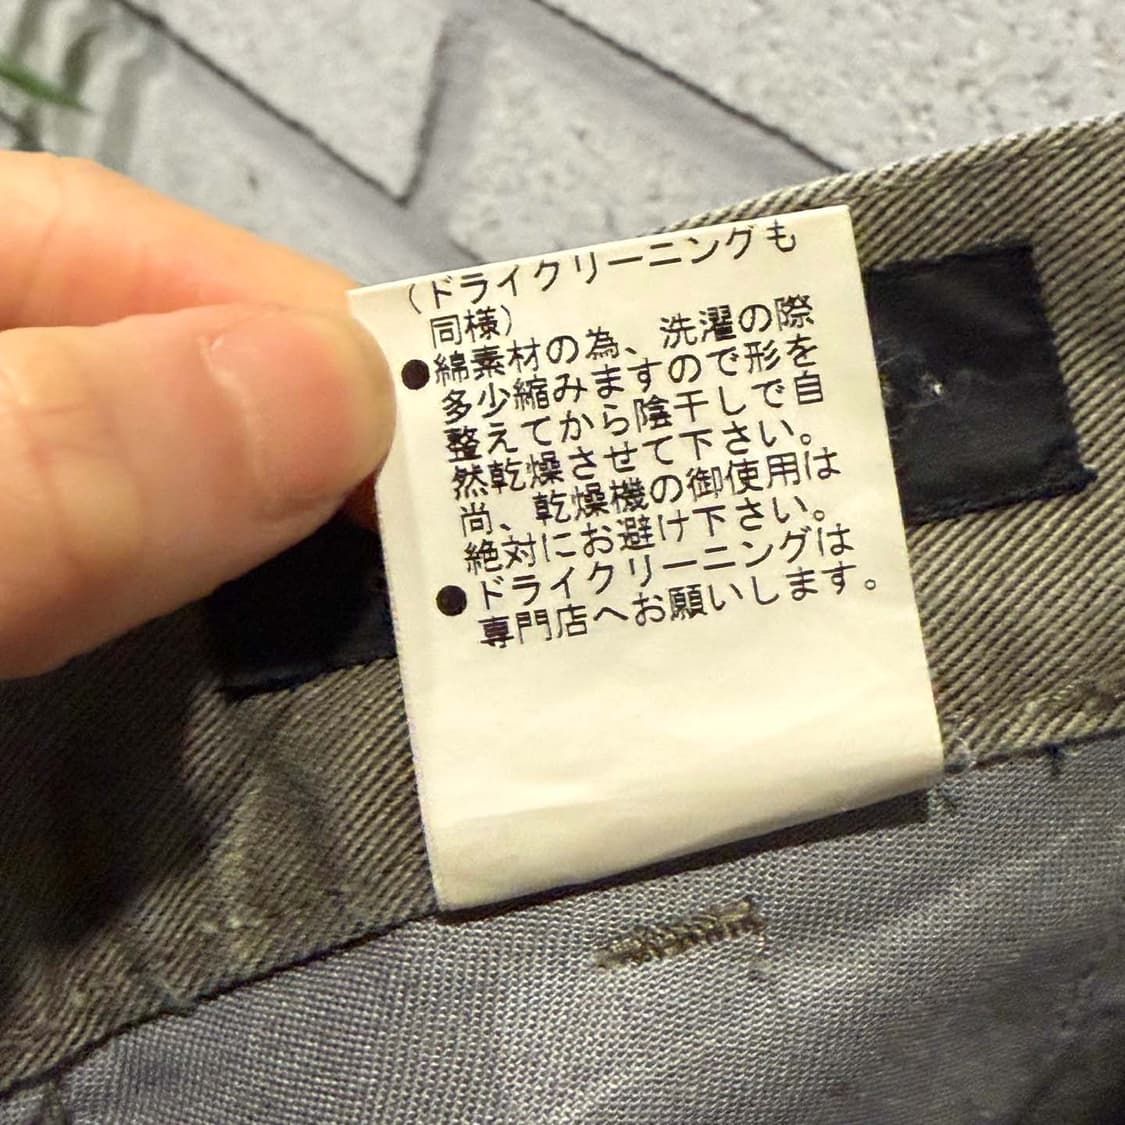 (ドライクリーニングも
同様)
●綿素材の為、洗濯の際
多少縮みますので形を
整えてから陰干しで自
然乾燥させて下さい。
尚、乾燥機の御使用は
絶対にお避け下さい。
●ドライクリーニングは
専門店へお願いします。